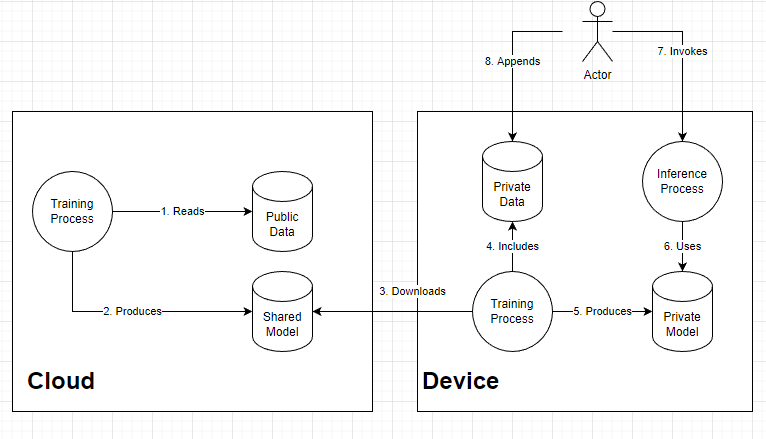 8. Appends
7. Invokes
Actor
Training
Process
1. Reads
Public
Data
Private
Data
Inference
Process
4. Includes
6. Uses
2. Produces
Shared
Model
3. Downloads
Training
Process
5. Produces
Private
Model
Cloud
Device